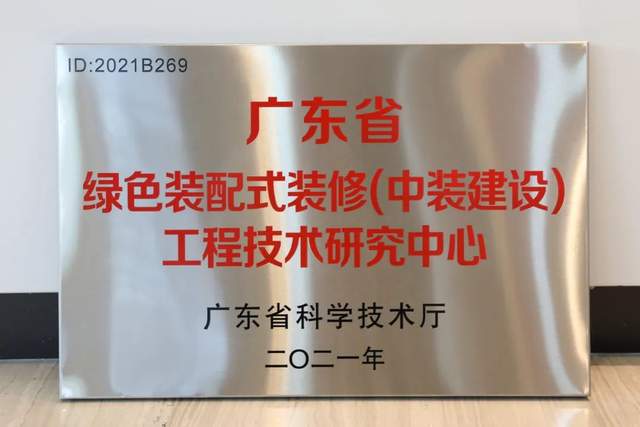 ID:2021B269
广东省
绿色装配式装修(中装建设)
工程技术研究中心
广东省科学技术厅
二〇二一年